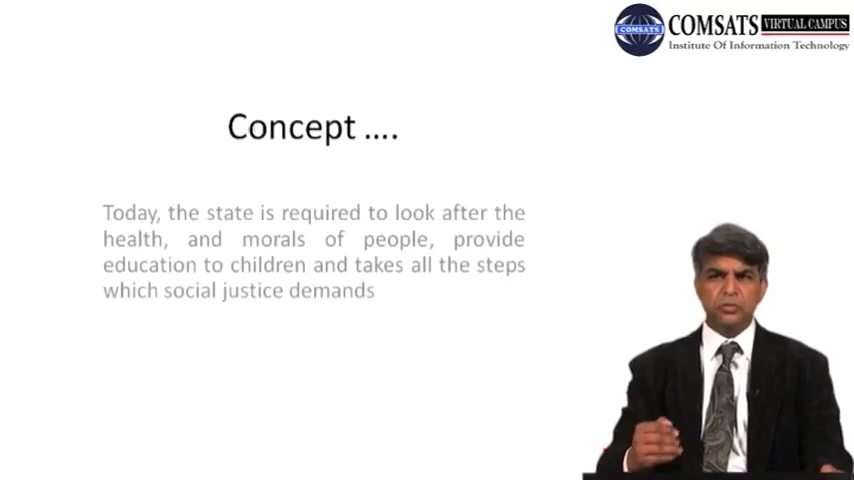 COMSATS
COMSATS VIRTUAL CAMPUS
Institute Of Information Technology
Concept ....
Today, the state is required to look after the
health, and morals of people, provide
education to children and takes all the steps
which social justice demands